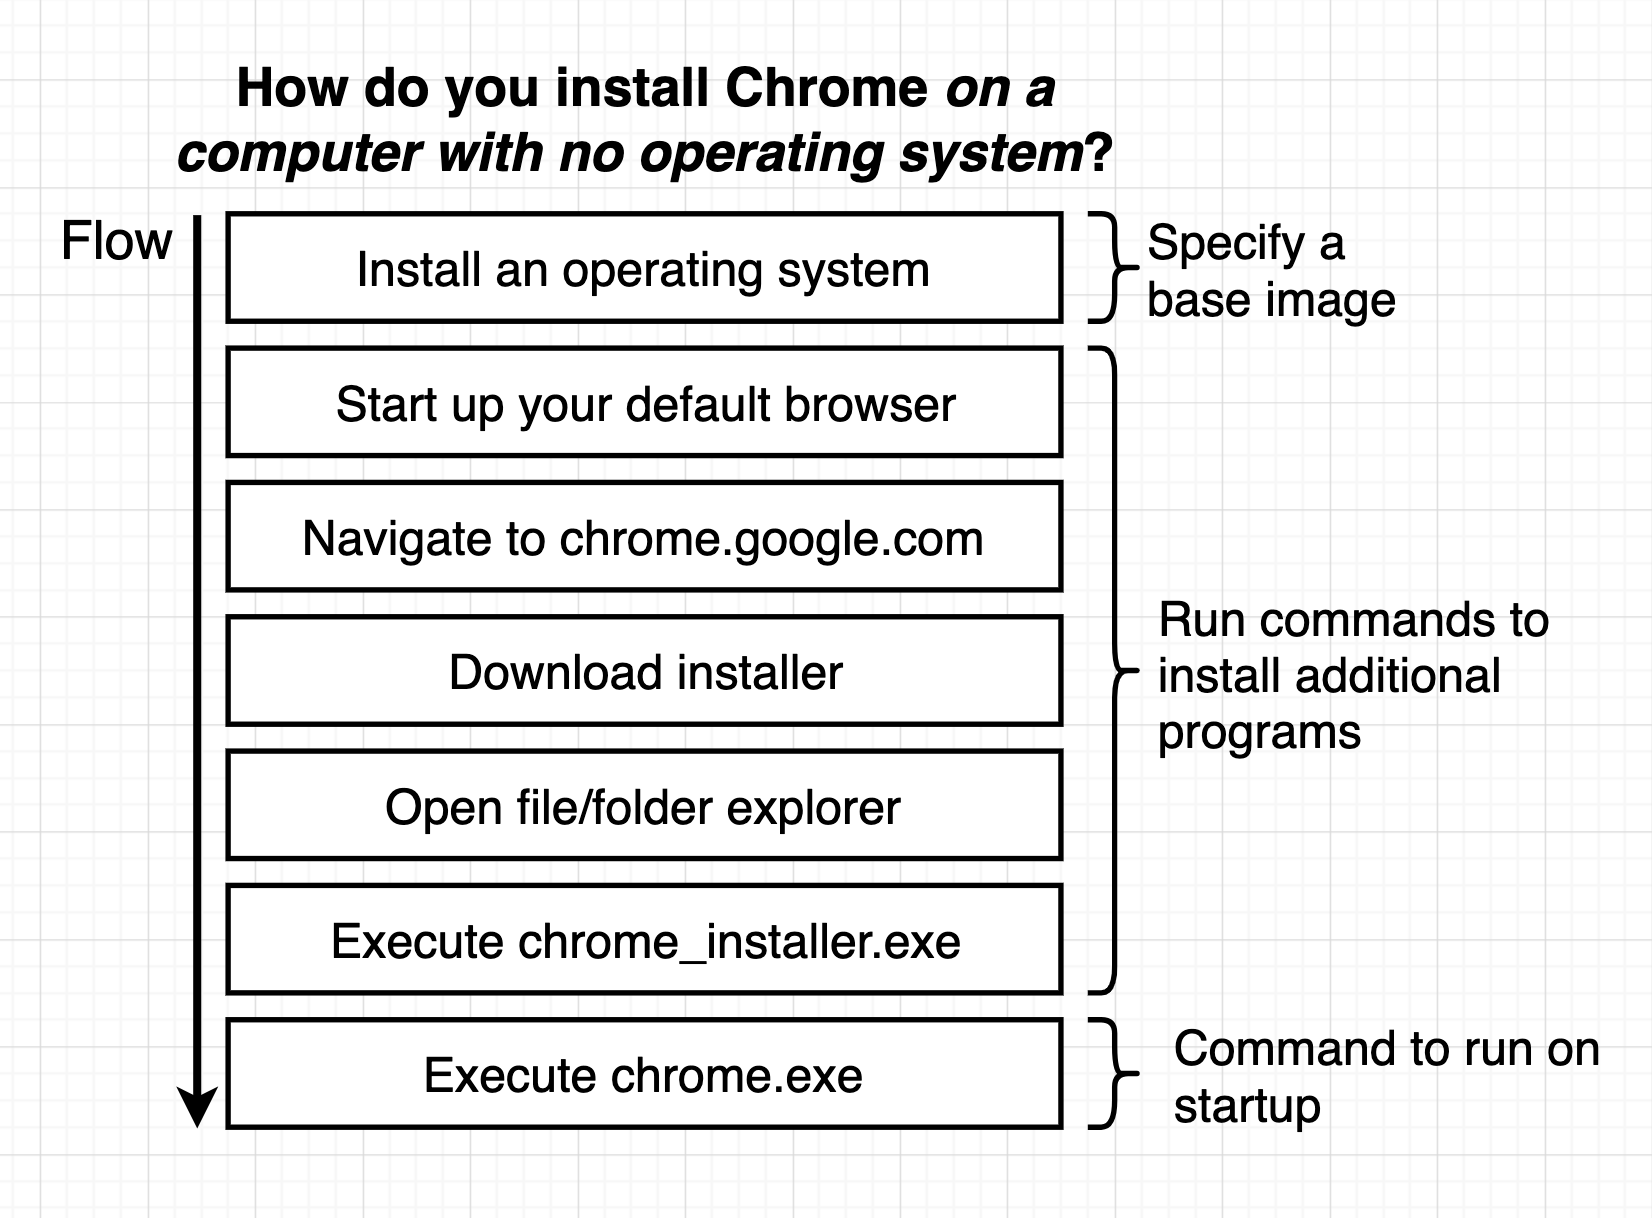 How do you install Chrome on a
computer with no operating system?
Flow
Install an operating system
Specify a
base image
Start up your default browser
Navigate to chrome.google.com
Download installer
Open file/folder explorer
Execute chrome_installer.exe
Run commands to
install additional
programs
Execute chrome.exe
Command to run on
startup